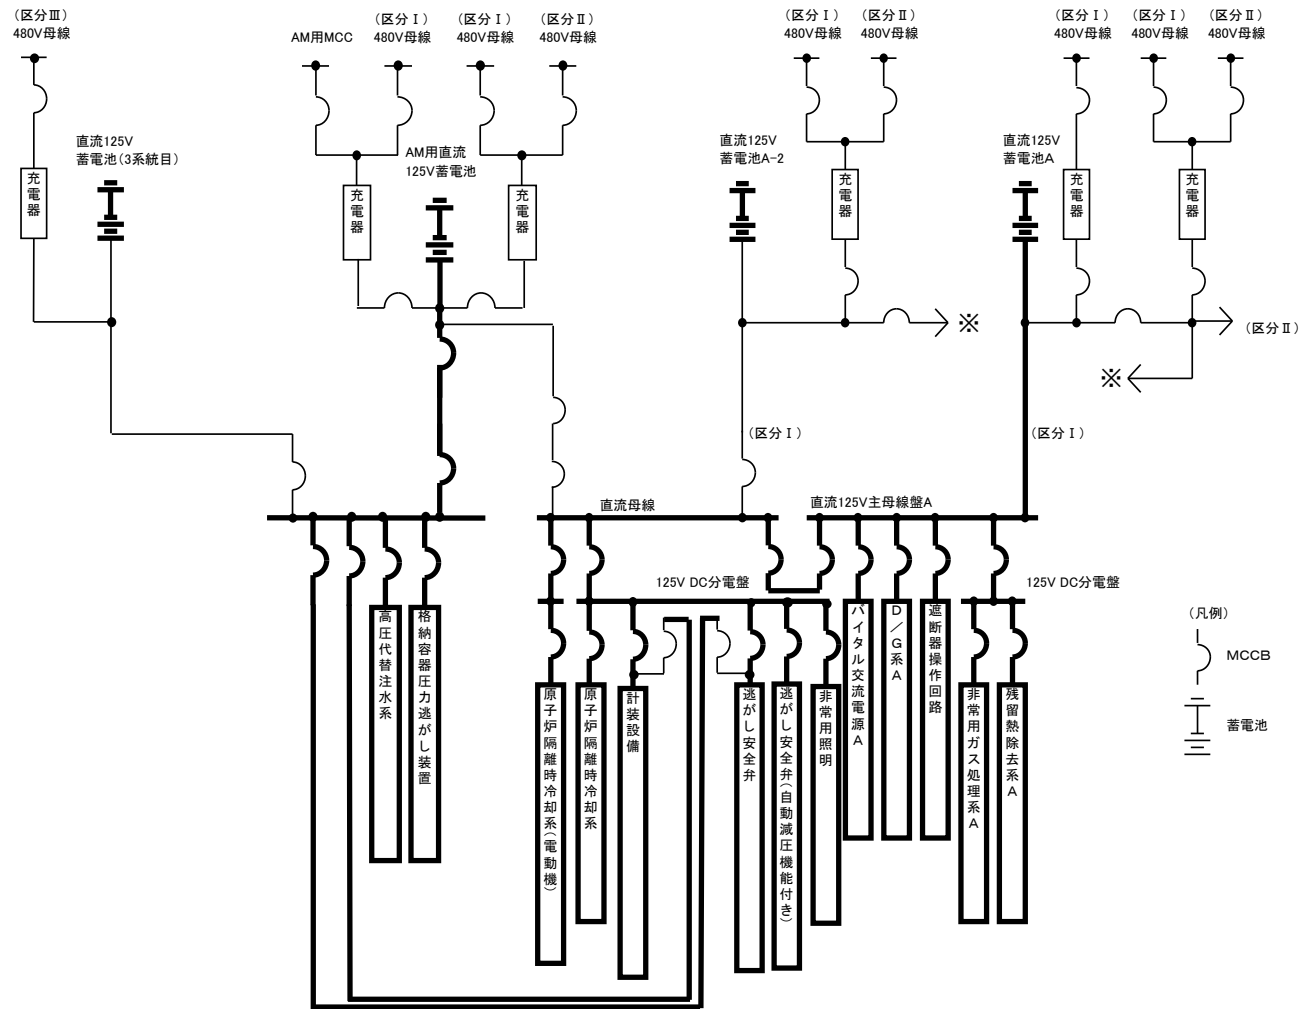 (区分Ⅲ)
480V母線
AM用MCC
(区分Ⅰ)
480V母線
(区分Ⅰ)
480V母線
(区分Ⅱ)
480V母線
(区分Ⅰ)
480V母線
(区分Ⅱ)
480V母線
(区分Ⅰ)
480V母線
(区分Ⅰ)
480V母線
(区分Ⅱ)
480V母線
直流125V
蓄電池(3系統目)
AM用直流
125V蓄電池
直流125V
蓄電池A-2
直流125V
蓄電池A
充電器
充電器
充電器
充電器
充電器
充電器
※
(区分Ⅱ)
※
(区分Ⅰ)
(区分Ⅰ)
直流母線
直流125V主母線盤A
125V DC分電盤
125V DC分電盤
高圧代替注水系
格納容器圧力逃がし装置
原子炉隔離時冷却系(電動機)
原子炉隔離時冷却系
計装設備
逃がし安全弁
逃がし安全弁(自動減圧機能付き)
非常用照明
バイタル交流電源A
D/G系A
遮断器操作回路
非常用ガス処理系A
残留熱除去系A
(凡例)
MCCB
蓄電池